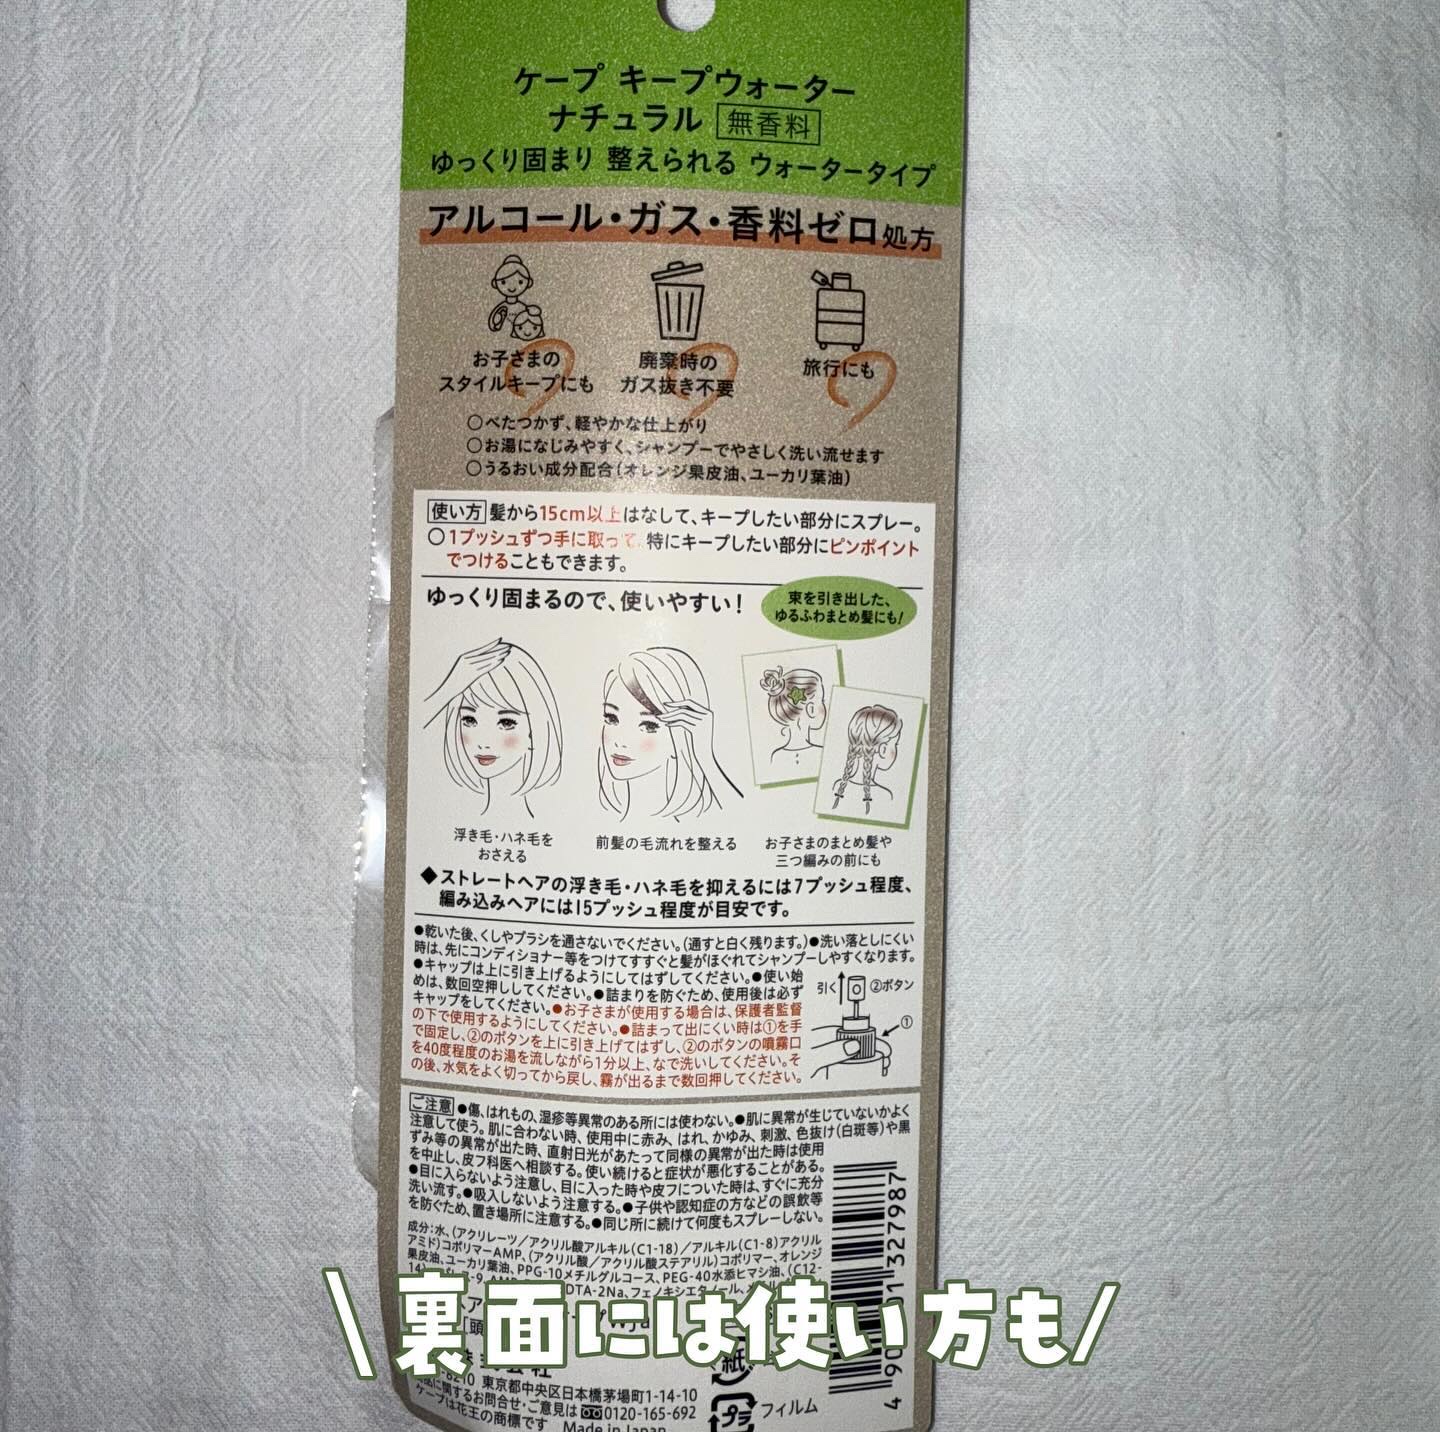 ケープ キープウォーター
ナチュラル 無香料
ゆっくり固まり 整えられる ウォータータイプ
アルコール・ガス・香料ゼロ処方
お子さまの
スタイルキープにも
廃棄時の
ガス抜き不要
旅行にも
○べたつかず、軽やかな仕上がり
○お湯になじみやすく、シャンプーでやさしく洗い流せます
○うるおい成分配合(オレンジ果皮油、ユーカリ葉油)
使い方 髪から15cm以上はなして、キープしたい部分にスプレー。
○1プッシュずつ手に取って、特にキープしたい部分にピンポイント
でつけることもできます。
ゆっくり固まるので、使いやすい!
束を引き出した、
ゆるふわまとめ髪にも!
浮き毛・ハネ毛を
おさえる
前髪の毛流れを整える
お子さまのまとめ髪や
三つ編みの前にも
◆ストレートヘアの浮き毛・ハネ毛を抑えるには7プッシュ程度、
編み込みヘアには15プッシュ程度が目安です。
●乾いた後、くしやブラシを通さないでください。(通すと白く残ります。)●洗い落としにくい
時は、先にコンディショナー等をつけてすすぐと髪がほぐれてシャンプーしやすくなります。
●キャップは上に引き上げるようにしてはずしてください。●使い始
めは、数回空押ししてください。●詰まりを防ぐため、使用後は必ず
キャップをしてください。●お子さまが使用する場合は、保護者監督
の下で使用するようにしてください。●詰まって出にくい時は①を手
で固定し、②のボタンを上に引き上げてはずし、②のボタンの噴霧口
を40度程度のお湯を流しながら1分以上、なで洗いしてください。そ
の後、水気をよく切ってから戻し、霧が出るまで数回押してください。
引く
②ボタン
①
ご注意 ●傷、はれもの、湿疹等異常のある所には使わない。●肌に異常が生じていないかよく
注意して使う。肌に合わない時、使用中に赤み、はれ、かゆみ、刺激、色抜け(白斑等)や黒
ずみ等の異常が出た時、直射日光があたって同様の異常が出た時は使用
を中止し、皮フ科医へ相談する。使い続けると症状が悪化することがある。
●目に入らないよう注意し、目に入った時や皮フについた時は、すぐに充分
洗い流す。●吸入しないよう注意する。●子供や認知症の方などの誤飲等
を防ぐため、置き場所に注意する。●同じ所に続けて何度もスプレーしない。
成分:水、(アクリレーツ/アクリル酸アルキル(C1-18)/アルキル(C1-8)アクリル
アミド)コポリマーAMP、(アクリル酸/アクリル酸ステアリル)コポリマー、オレンジ
果皮油、ユーカリ葉油、PPG-10メチルグルコース、PEG-40水添ヒマシ油、(C12-
DTA-2Na、フェノキシエタノール
\裏面には使い方も/
東京都中央区日本橋茅場町1-14-10
に関するお問合せ・ご意見は 0120-165-692
ケープは花王の商標です Made in Japan
紙
プラ フィルム
327987